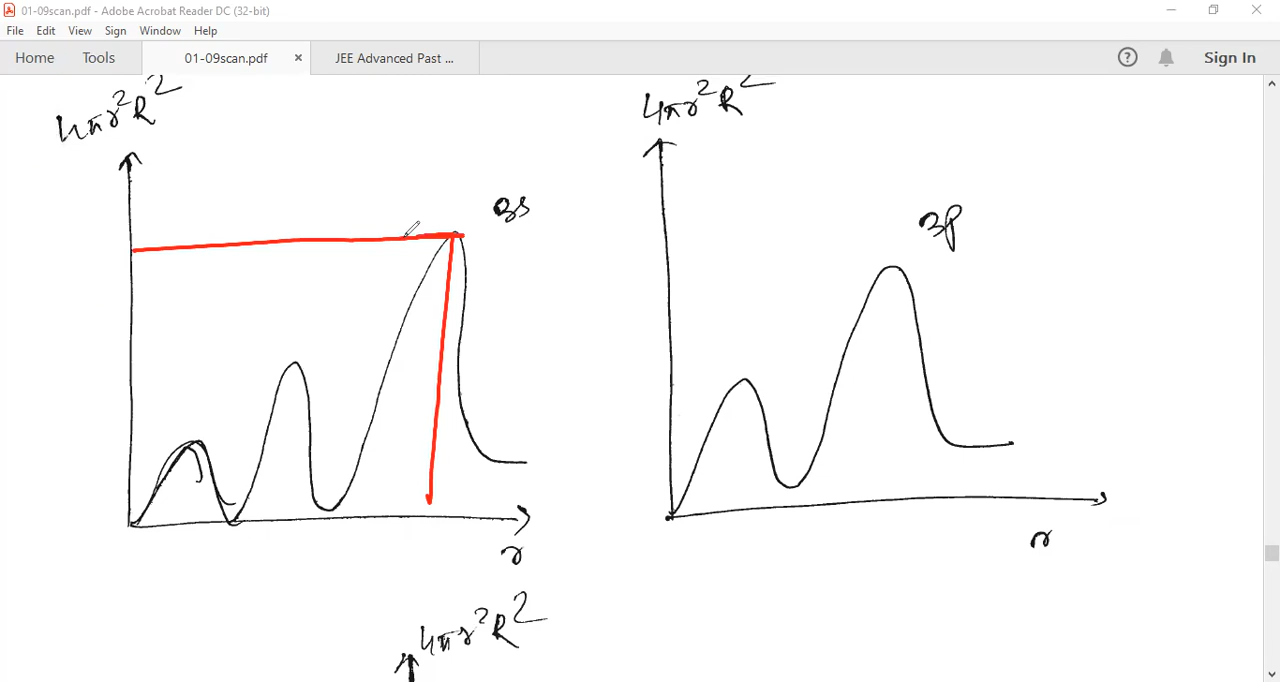 01-09scan.pdf - Adobe Acrobat Reader DC (32-bit)
File Edit View Sign Window Help
Home Tools 01-09scan.pdf × JEE Advanced Past ... ? Sign In
4πr²R²
4πr²R²
3s
3p
r
r
4πr²R²